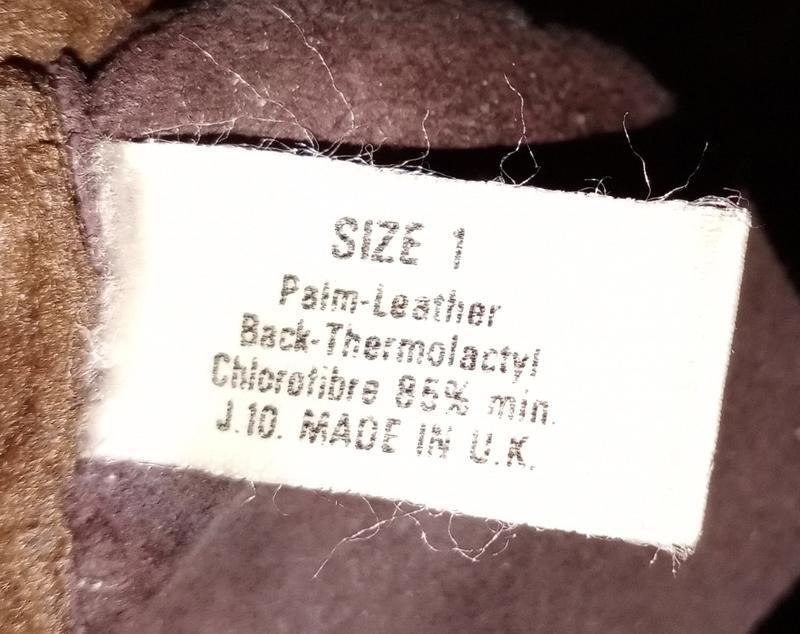 SIZE 1
Palm-Leather
Back-Thermolactyl
Chlorofibre 85% min.
J.10. MADE IN U.K.